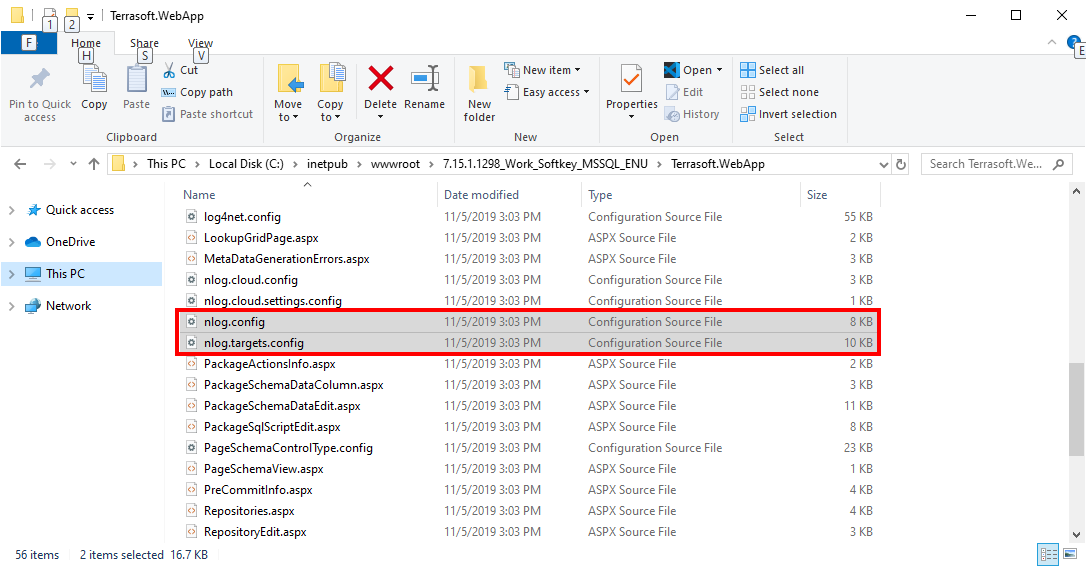 1 2 Terrasoft.WebApp
F Home Share View
H S V E
Pin to Quick access
Copy
Paste
Cut
Copy path
Paste shortcut
Clipboard
Move to
Copy to
Delete
Rename
Organize
New folder
New item
Easy access
New
Properties
Open
Edit
History
Open
Select all
Select none
Invert selection
Select
This PC > Local Disk (C:) > inetpub > wwwroot > 7.15.1.1298_Work_Softkey_MSSQL_ENU > Terrasoft.WebApp
Search Terrasoft.We...
Quick access
OneDrive
This PC
Network
Name Date modified Type Size
log4net.config 11/5/2019 3:03 PM Configuration Source File 55 KB
LookupGridPage.aspx 11/5/2019 3:03 PM ASPX Source File 2 KB
MetaDataGenerationErrors.aspx 11/5/2019 3:03 PM ASPX Source File 3 KB
nlog.cloud.config 11/5/2019 3:03 PM Configuration Source File 3 KB
nlog.cloud.settings.config 11/5/2019 3:03 PM Configuration Source File 1 KB
nlog.config 11/5/2019 3:03 PM Configuration Source File 8 KB
nlog.targets.config 11/5/2019 3:03 PM Configuration Source File 10 KB
PackageActionsInfo.aspx 11/5/2019 3:03 PM ASPX Source File 2 KB
PackageSchemaDataColumn.aspx 11/5/2019 3:03 PM ASPX Source File 3 KB
PackageSchemaDataEdit.aspx 11/5/2019 3:03 PM ASPX Source File 11 KB
PackageSqlScriptEdit.aspx 11/5/2019 3:03 PM ASPX Source File 8 KB
PageSchemaControlType.config 11/5/2019 3:03 PM Configuration Source File 23 KB
PageSchemaView.aspx 11/5/2019 3:03 PM ASPX Source File 1 KB
PreCommitInfo.aspx 11/5/2019 3:03 PM ASPX Source File 4 KB
Repositories.aspx 11/5/2019 3:03 PM ASPX Source File 4 KB
RepositoryEdit.aspx 11/5/2019 3:03 PM ASPX Source File 3 KB
56 items 2 items selected 16.7 KB